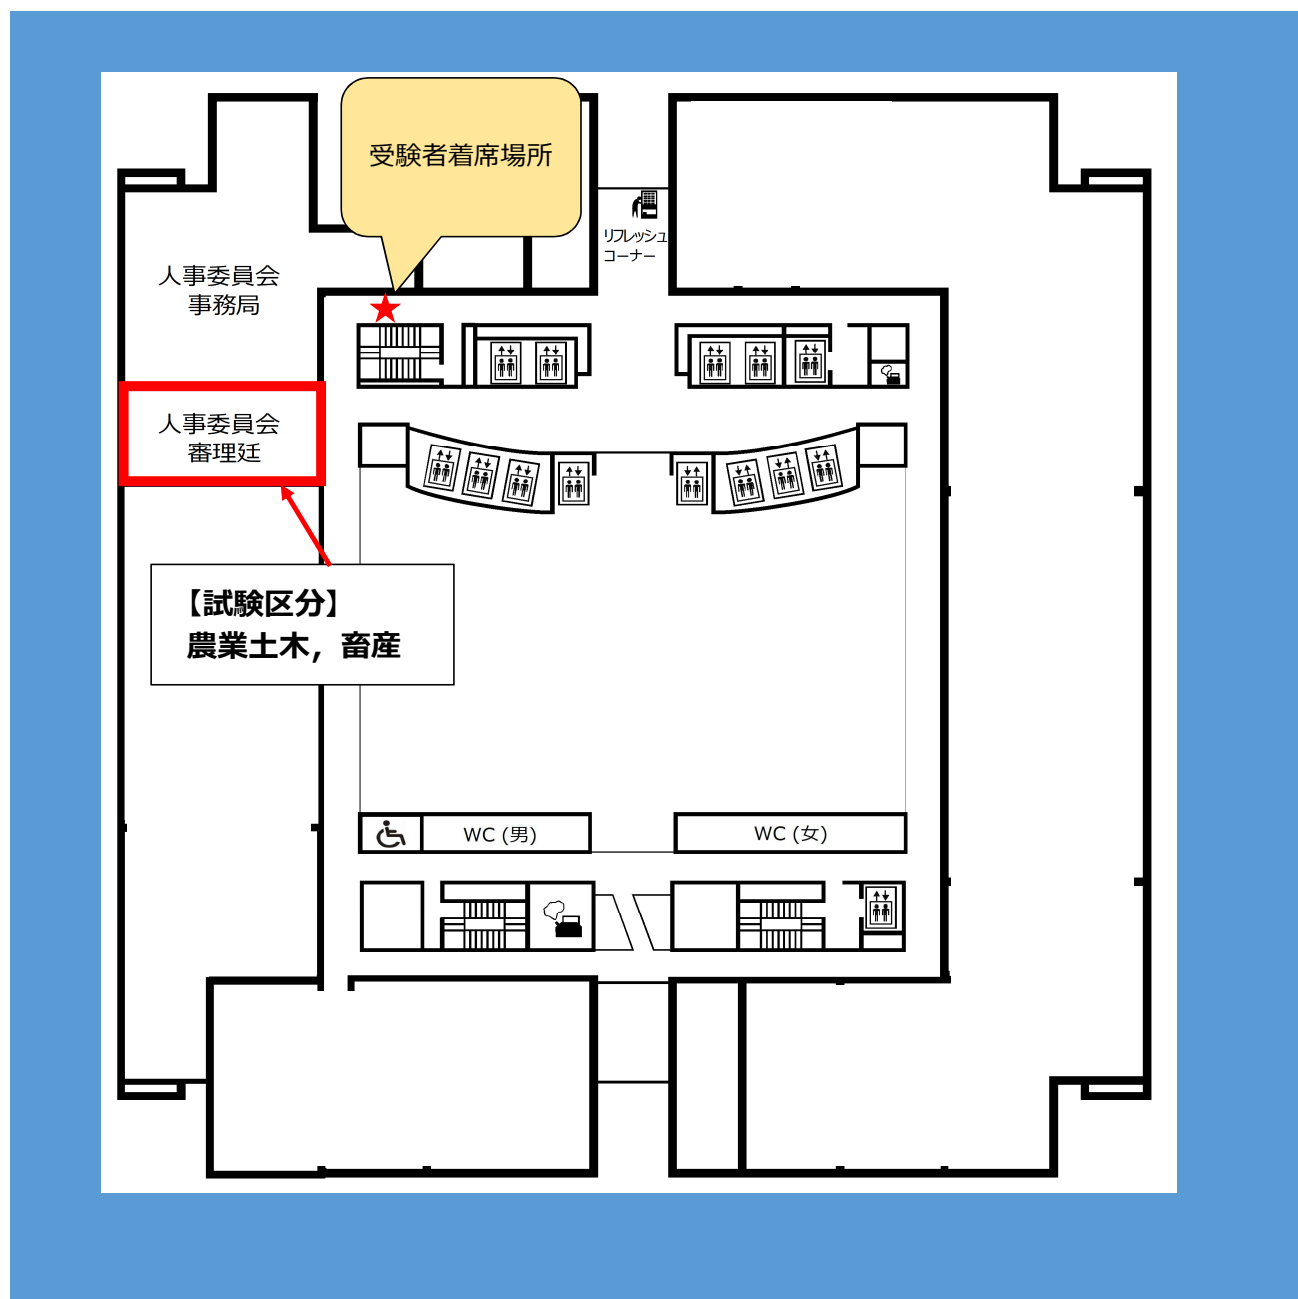 受験者着席場所
リフレッシュ
コーナー
人事委員会
事務局
人事委員会
審理廷
【試験区分】
農業土木，畜産
WC (男)
WC (女)